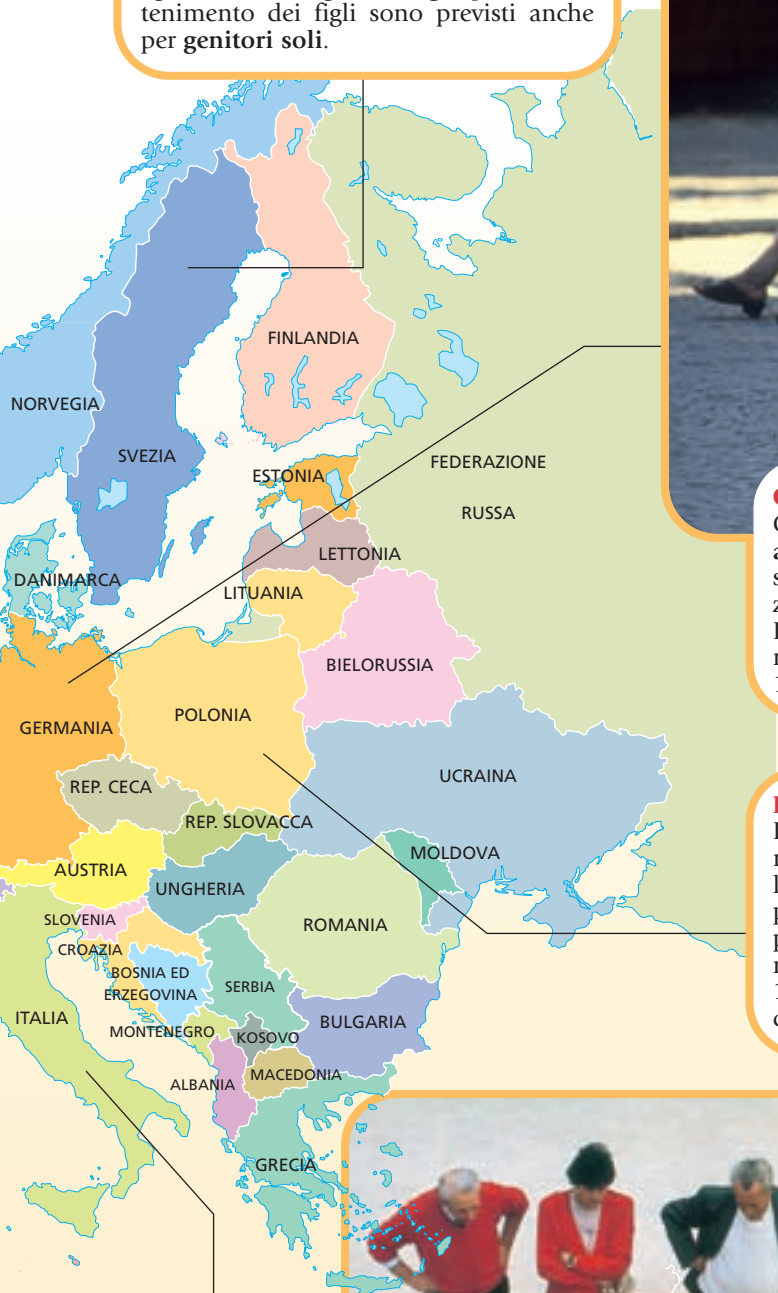 tenimento dei figli sono previsti anche
per genitori soli.
FINLANDIA
NORVEGIA
SVEZIA
ESTONIA
FEDERAZIONE
RUSSA
LETTONIA
DANIMARCA
LITUANIA
BIELORUSSIA
POLONIA
GERMANIA
UCRAINA
REP. CECA
REP. SLOVACCA
MOLDOVA
AUSTRIA
UNGHERIA
SLOVENIA
ROMANIA
CROAZIA
BOSNIA ED
ERZEGOVINA
SERBIA
ITALIA
MONTENEGRO
KOSOVO
BULGARIA
ALBANIA
MACEDONIA
GRECIA